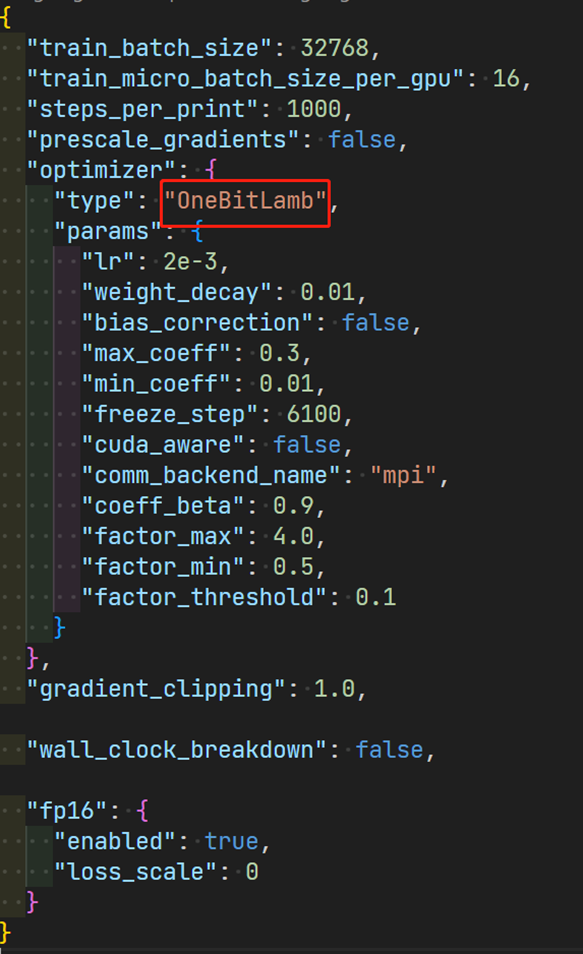 {
"train_batch_size": 32768,
"train_micro_batch_size_per_gpu": 16,
"steps_per_print": 1000,
"prescale_gradients": false,
"optimizer": {
"type": "OneBitLamb",
"params": {
"lr": 2e-3,
"weight_decay": 0.01,
"bias_correction": false,
"max_coeff": 0.3,
"min_coeff": 0.01,
"freeze_step": 6100,
"cuda_aware": false,
"comm_backend_name": "mpi",
"coeff_beta": 0.9,
"factor_max": 4.0,
"factor_min": 0.5,
"factor_threshold": 0.1
}
},
"gradient_clipping": 1.0,
"wall_clock_breakdown": false,
"fp16": {
"enabled": true,
"loss_scale": 0
}
}